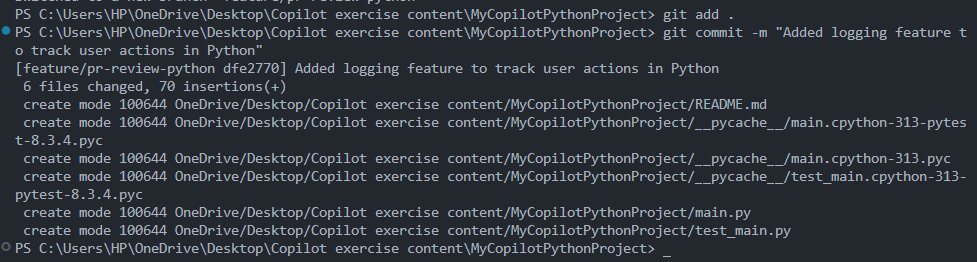 PS C:\Users\HP\OneDrive\Desktop\Copilot exercise content\MyCopilotPythonProject> git add .
PS C:\Users\HP\OneDrive\Desktop\Copilot exercise content\MyCopilotPythonProject> git commit -m "Added logging feature t
o track user actions in Python"
[feature/pr-review-python dfe2770] Added logging feature to track user actions in Python
 6 files changed, 70 insertions(+)
 create mode 100644 OneDrive/Desktop/Copilot exercise content/MyCopilotPythonProject/README.md
 create mode 100644 OneDrive/Desktop/Copilot exercise content/MyCopilotPythonProject/__pycache__/main.cpython-313-pytes
t-8.3.4.pyc
 create mode 100644 OneDrive/Desktop/Copilot exercise content/MyCopilotPythonProject/__pycache__/main.cpython-313.pyc
 create mode 100644 OneDrive/Desktop/Copilot exercise content/MyCopilotPythonProject/__pycache__/test_main.cpython-313-
pytest-8.3.4.pyc
 create mode 100644 OneDrive/Desktop/Copilot exercise content/MyCopilotPythonProject/main.py
 create mode 100644 OneDrive/Desktop/Copilot exercise content/MyCopilotPythonProject/test_main.py
PS C:\Users\HP\OneDrive\Desktop\Copilot exercise content\MyCopilotPythonProject> _